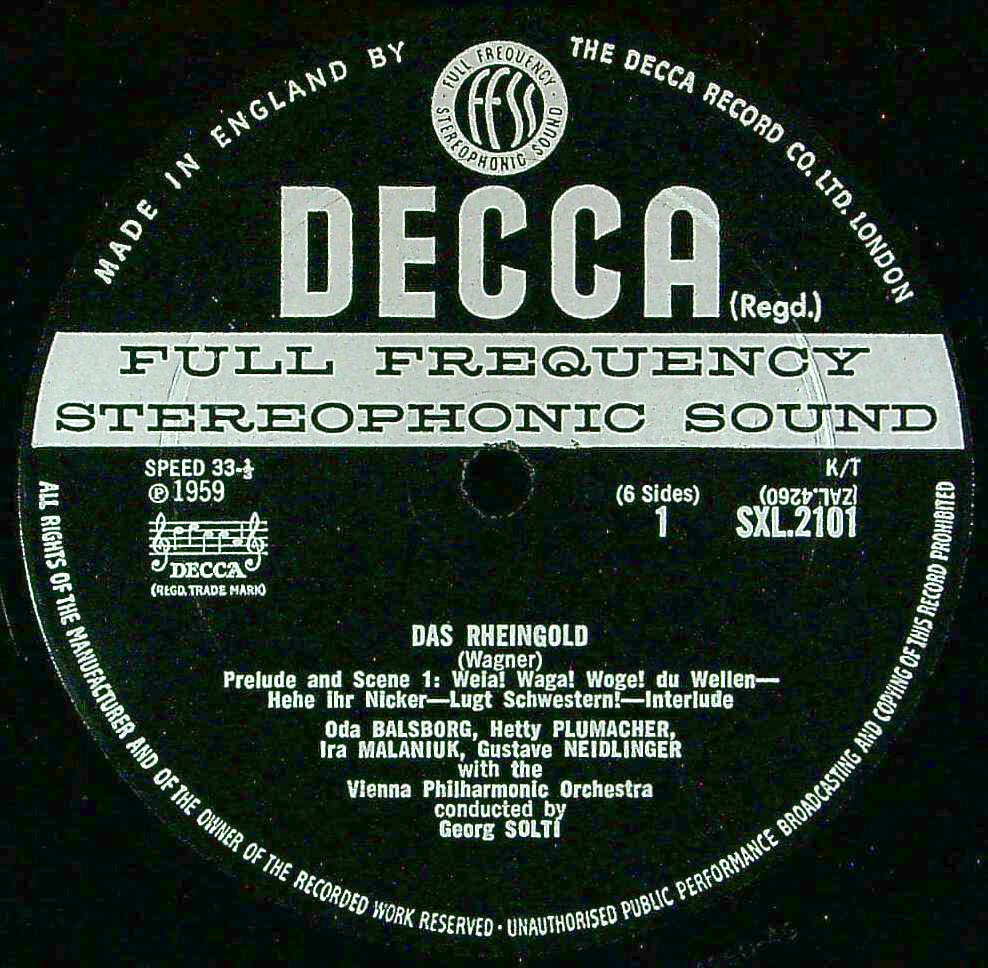 MADE IN ENGLAND BY
THE DECCA RECORD CO. LTD. LONDON
FULL FREQUENCY
FFSS
STEREOPHONIC SOUND
DECCA
(Regd.)
FULL FREQUENCY
STEREOPHONIC SOUND
SPEED 33-⅓
℗ 1959
DECCA
(REGD. TRADE MARK)
K/T
(6 Sides)
(ZAL.4260)
1
SXL.2101
DAS RHEINGOLD
(Wagner)
Prelude and Scene 1: Weia! Waga! Woge! du Wellen—
Hehe ihr Nicker—Lugt Schwestern!—Interlude
Oda BALSBORG, Hetty PLUMACHER,
Ira MALANIUK, Gustave NEIDLINGER
with the
Vienna Philharmonic Orchestra
conducted by
Georg SOLTI
ALL RIGHTS OF THE MANUFACTURER AND OF THE OWNER OF THE RECORDED WORK RESERVED · UNAUTHORISED PUBLIC PERFORMANCE BROADCASTING AND COPYING OF THIS RECORD PROHIBITED